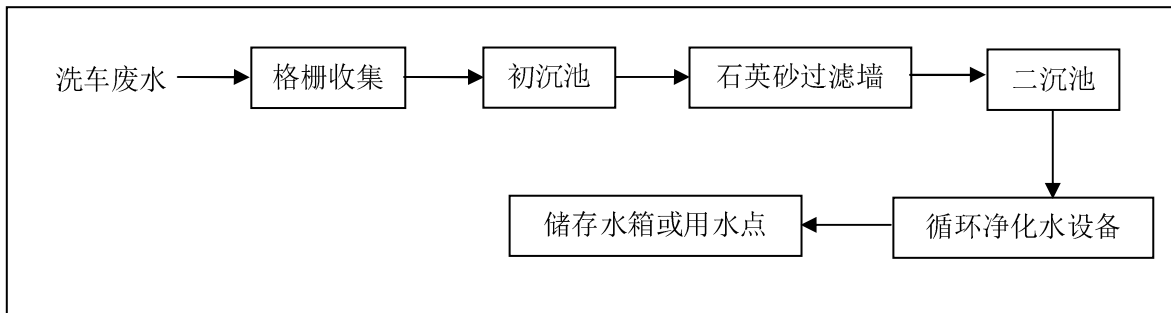 洗车废水
格栅收集
初沉池
石英砂过滤墙
二沉池
循环净化水设备
储存水箱或用水点